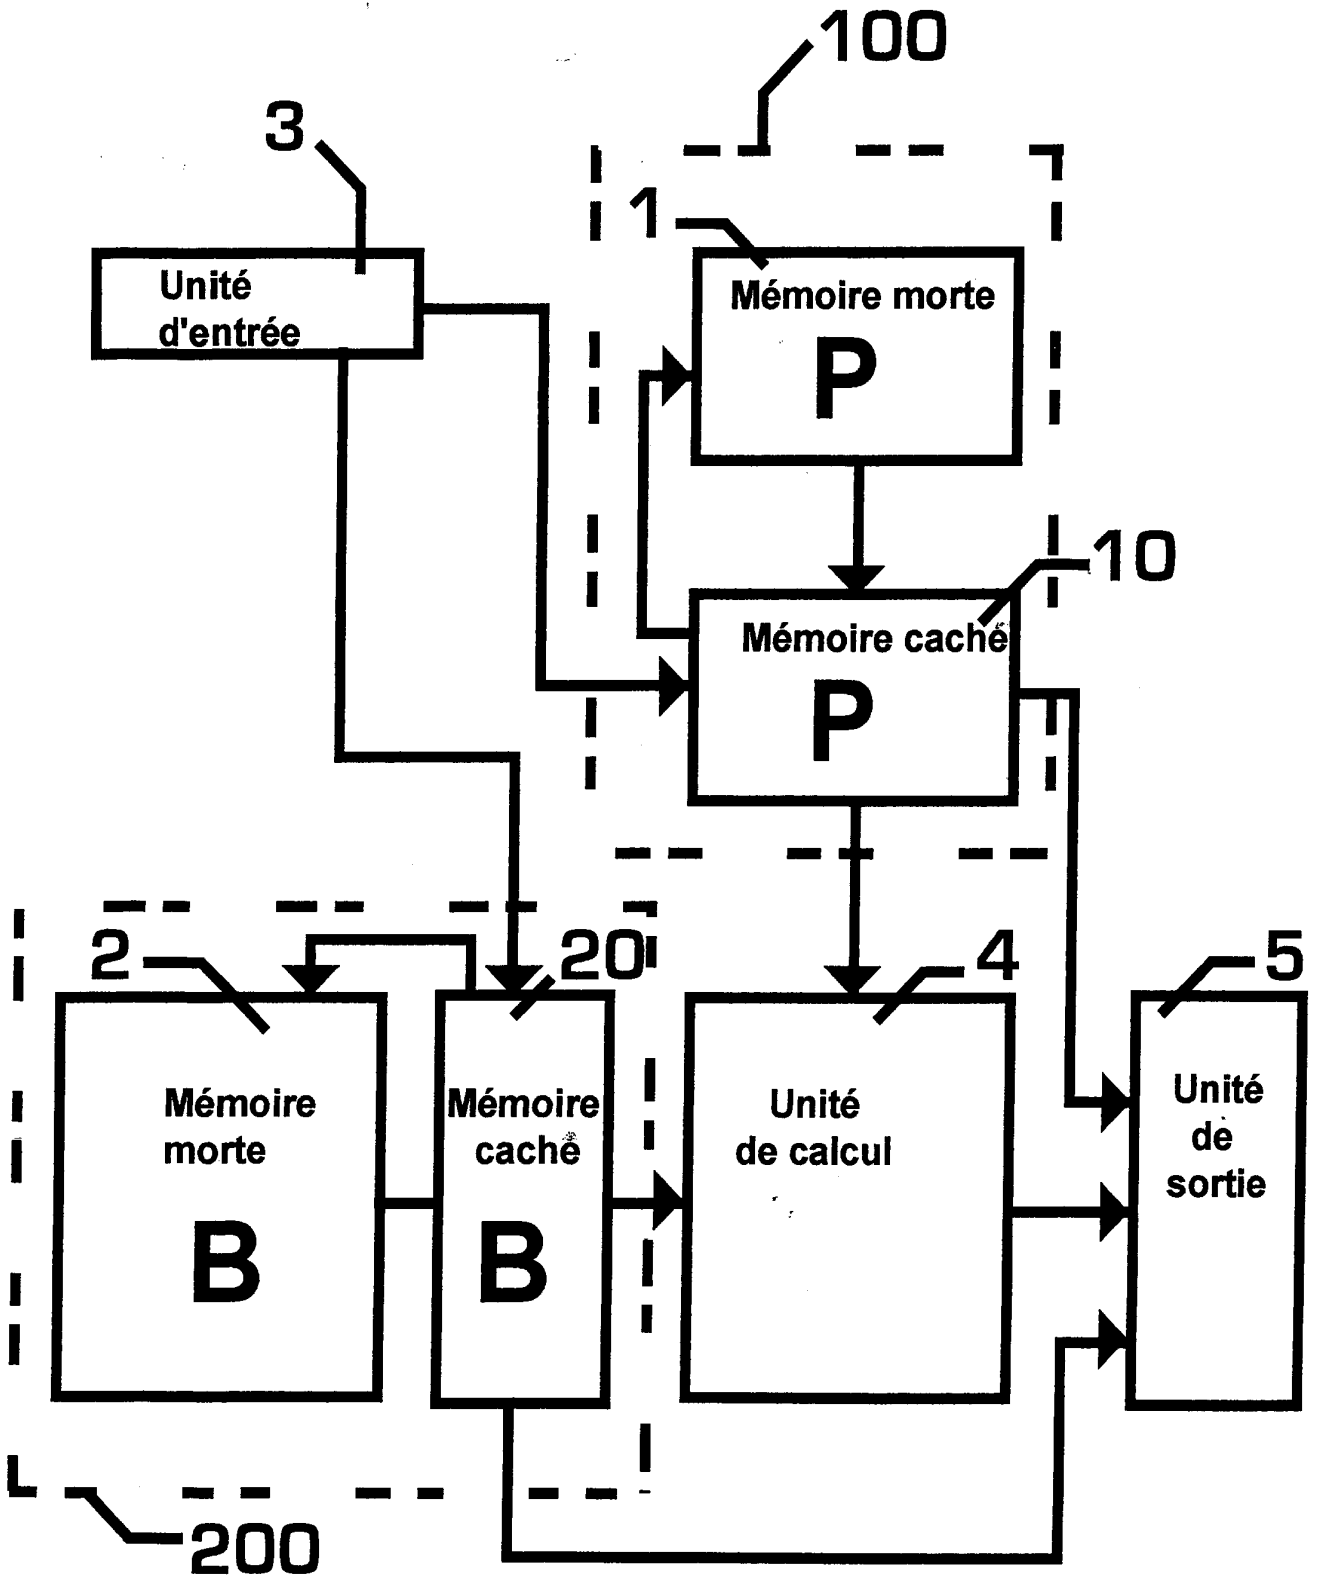 100
3
1
Unité
d'entrée
Mémoire morte
P
10
Mémoire caché
P
2
20
4
5
Mémoire
morte
B
Mémoire
caché
B
Unité
de calcul
Unité
de
sortie
200